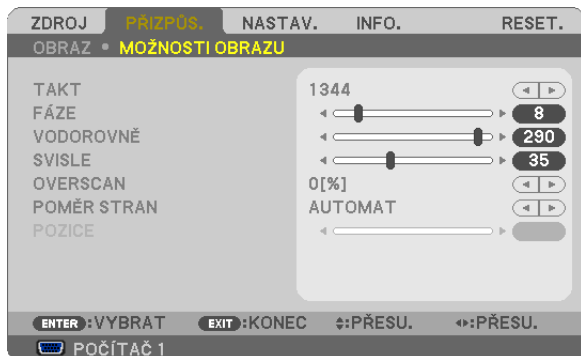 ZDROJ PŘIZPŮS. NASTAV. INFO. RESET.
OBRAZ • MOŽNOSTI OBRAZU
TAKT 1344
FÁZE 8
VODOROVNĚ 290
SVISLE 35
OVERSCAN 0[%]
POMĚR STRAN AUTOMAT
POZICE
ENTER :VYBRAT EXIT :KONEC :PŘESU. :PŘESU.
POČÍTAČ 1